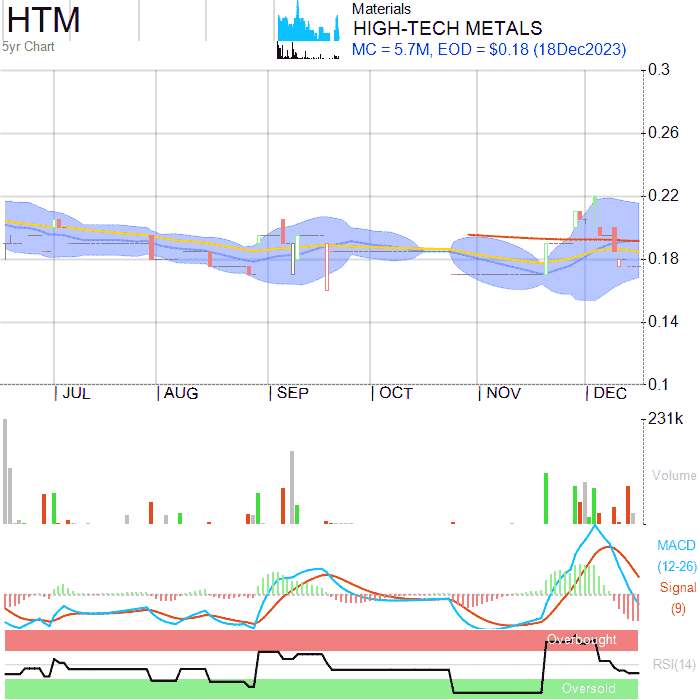 HTM
5yr Chart
Materials
HIGH-TECH METALS
MC = 5.7M, EOD = $0.18 (18Dec2023)
0.3
0.26
0.22
0.18
0.14
0.1
JUL AUG SEP OCT NOV DEC
231k
Volume
MACD
(12-26)
Signal
(9)
Overbought
RSI(14)
Oversold